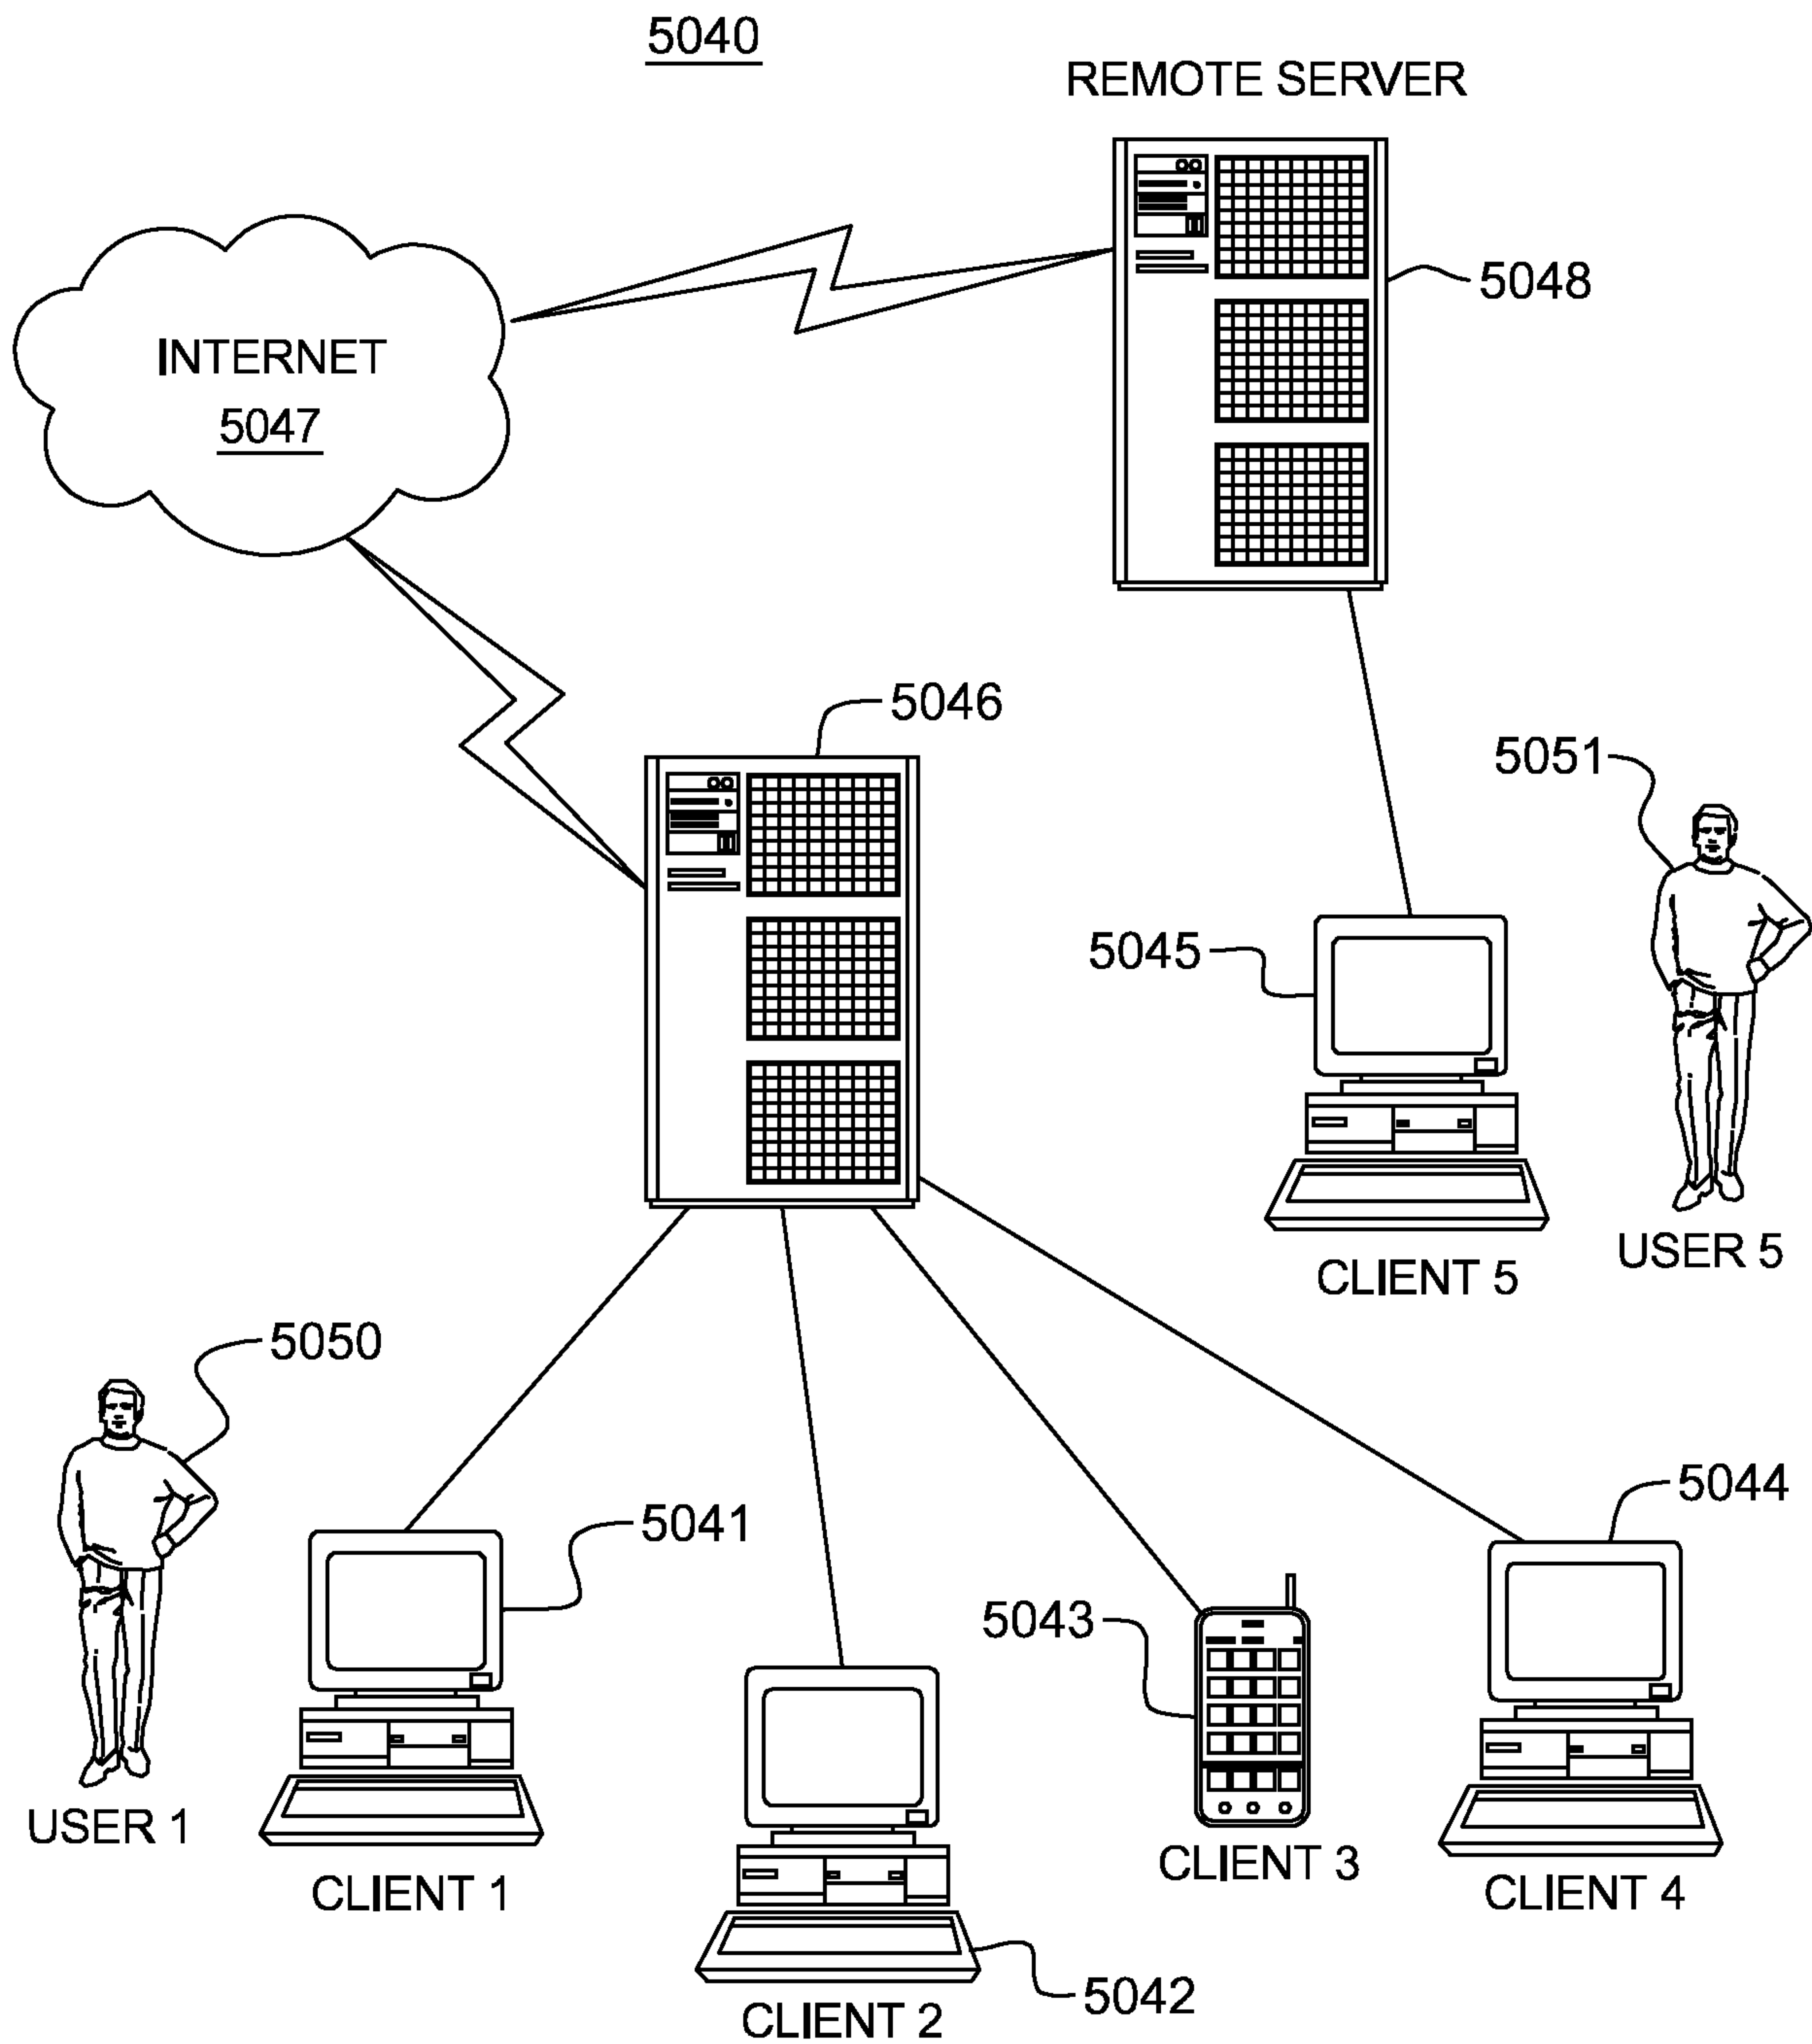 5040
REMOTE SERVER
5048
INTERNET
5047
5046
5051
5045
USER 5
CLIENT 5
5050
5044
5041
5043
USER 1
CLIENT 3
CLIENT 1
CLIENT 4
5042
CLIENT 2